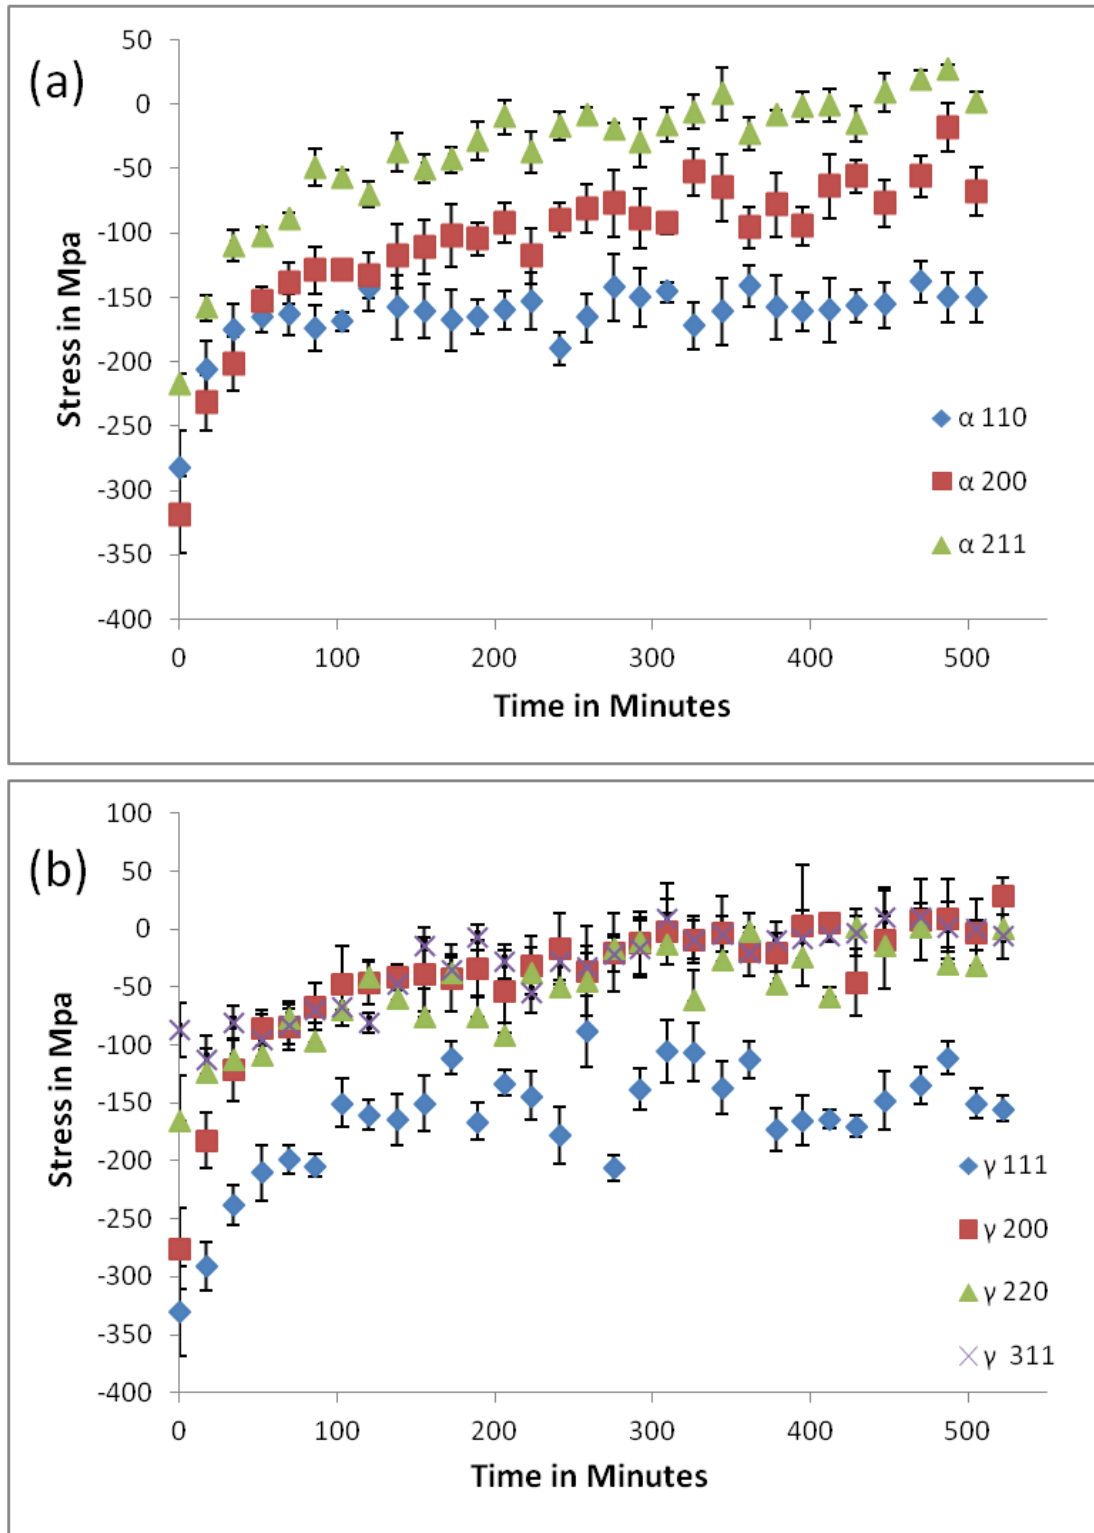 (a)
50
0
-50
-100
-150
-200
-250
-300
-350
-400
Stress in Mpa
α 110
α 200
α 211
0 100 200 300 400 500
Time in Minutes
(b)
100
50
0
-50
-100
-150
-200
-250
-300
-350
-400
Stress in Mpa
γ 111
γ 200
γ 220
γ 311
0 100 200 300 400 500
Time in Minutes